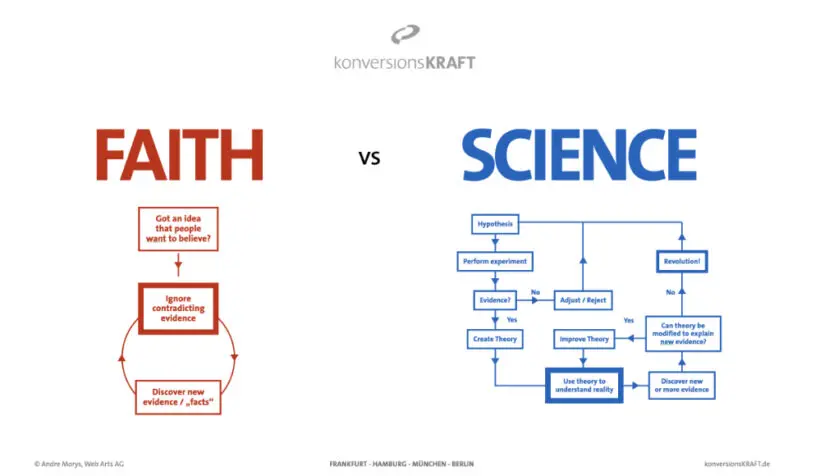 konversionsKRAFT
FAITH
vs
SCIENCE
Got an idea
that people
want to believe?
Ignore
contradicting
evidence
Discover new
evidence / „facts“
Hypothesis
Perform experiment
Revolution!
Evidence?
No
Adjust / Reject
No
Yes
Create Theory
Improve Theory
Yes
Can theory be
modified to explain
new evidence?
Use theory to
understand reality
Discover new
or more evidence
© Andre Morys, Web Arts AG
FRANKFURT - HAMBURG - MÜNCHEN - BERLIN
konversionsKRAFT.de